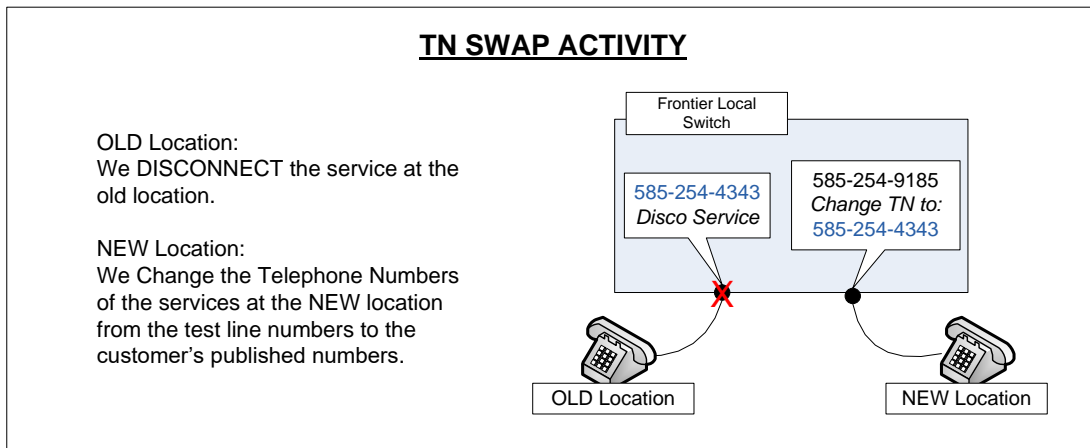 TN SWAP ACTIVITY
OLD Location:
We DISCONNECT the service at the
old location.
NEW Location:
We Change the Telephone Numbers
of the services at the NEW location
from the test line numbers to the
customer’s published numbers.
Frontier Local
Switch
585-254-4343
Disco Service
585-254-9185
Change TN to:
585-254-4343
X
OLD Location
NEW Location